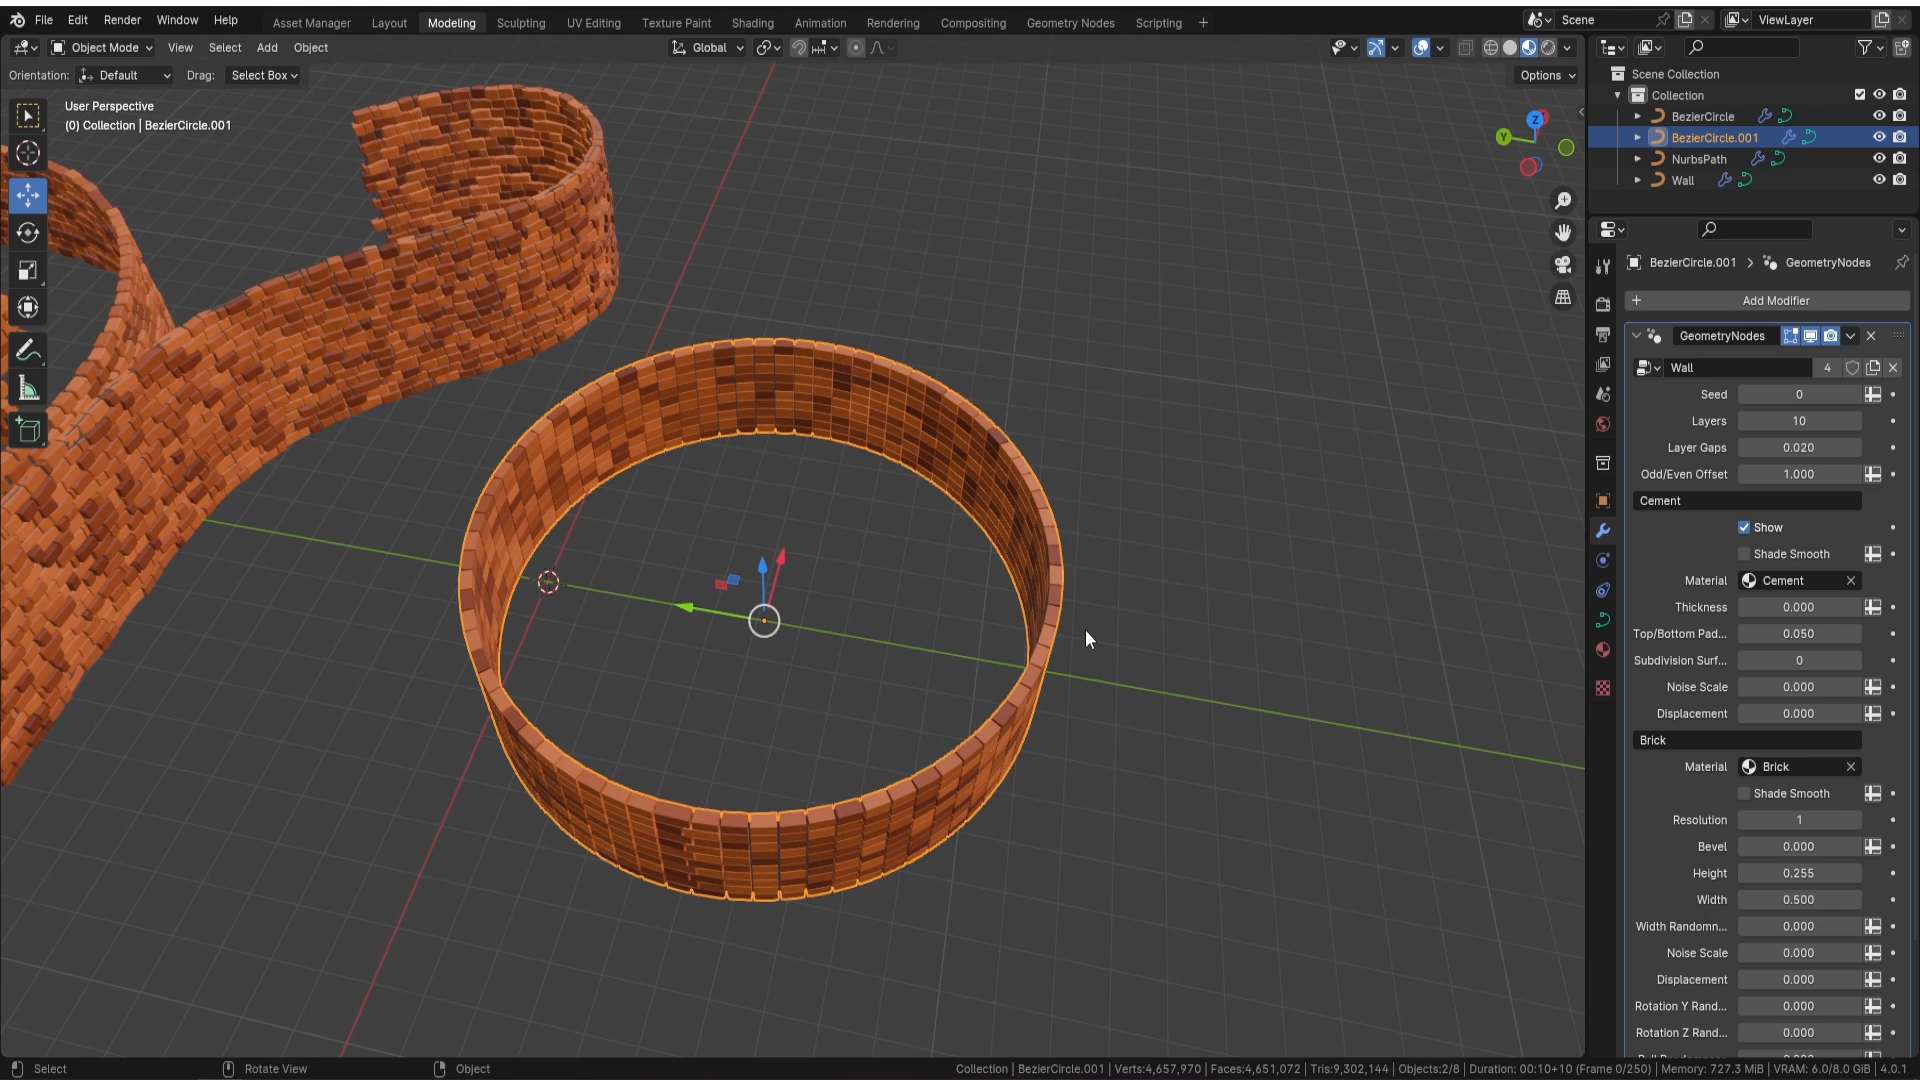 File Edit Render Window Help Asset Manager Layout Modeling Sculpting UV Editing Texture Paint Shading Animation Rendering Compositing Geometry Nodes Scripting + Scene ViewLayer
Object Mode View Select Add Object Global
Orientation: Default Drag: Select Box Options
User Perspective
(0) Collection | BezierCircle.001
Z
Y
Scene Collection
Collection
BezierCircle
BezierCircle.001
NurbsPath
Wall
BezierCircle.001 > GeometryNodes
+ Add Modifier
GeometryNodes
Wall 4
Seed 0
Layers 10
Layer Gaps 0.020
Odd/Even Offset 1.000
Cement
Show
Shade Smooth
Material Cement
Thickness 0.000
Top/Bottom Pad... 0.050
Subdivision Surf... 0
Noise Scale 0.000
Displacement 0.000
Brick
Material Brick
Shade Smooth
Resolution 1
Bevel 0.000
Height 0.255
Width 0.500
Width Randomn... 0.000
Noise Scale 0.000
Displacement 0.000
Rotation Y Rand... 0.000
Rotation Z Rand... 0.000
Select Rotate View Object Collection | BezierCircle.001 | Verts:4,657,970 | Faces:4,651,072 | Tris:9,302,144 | Objects:2/8 | Duration: 00:10+10 (Frame 0/250) | Memory: 727.3 MiB | VRAM: 6.0/8.0 GiB | 4.0.1